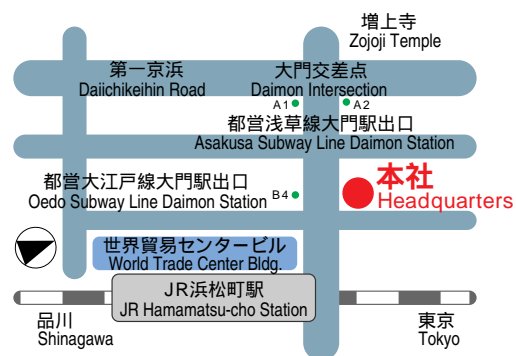 増上寺
Zojoji Temple
第一京浜
Daiichikeihin Road
大門交差点
Daimon Intersection
A1
A2
都営浅草線大門駅出口
Asakusa Subway Line Daimon Station
都営大江戸線大門駅出口
Oedo Subway Line Daimon Station
B4
本社
Headquarters
世界貿易センタービル
World Trade Center Bldg.
JR浜松町駅
JR Hamamatsu-cho Station
品川
Shinagawa
東京
Tokyo